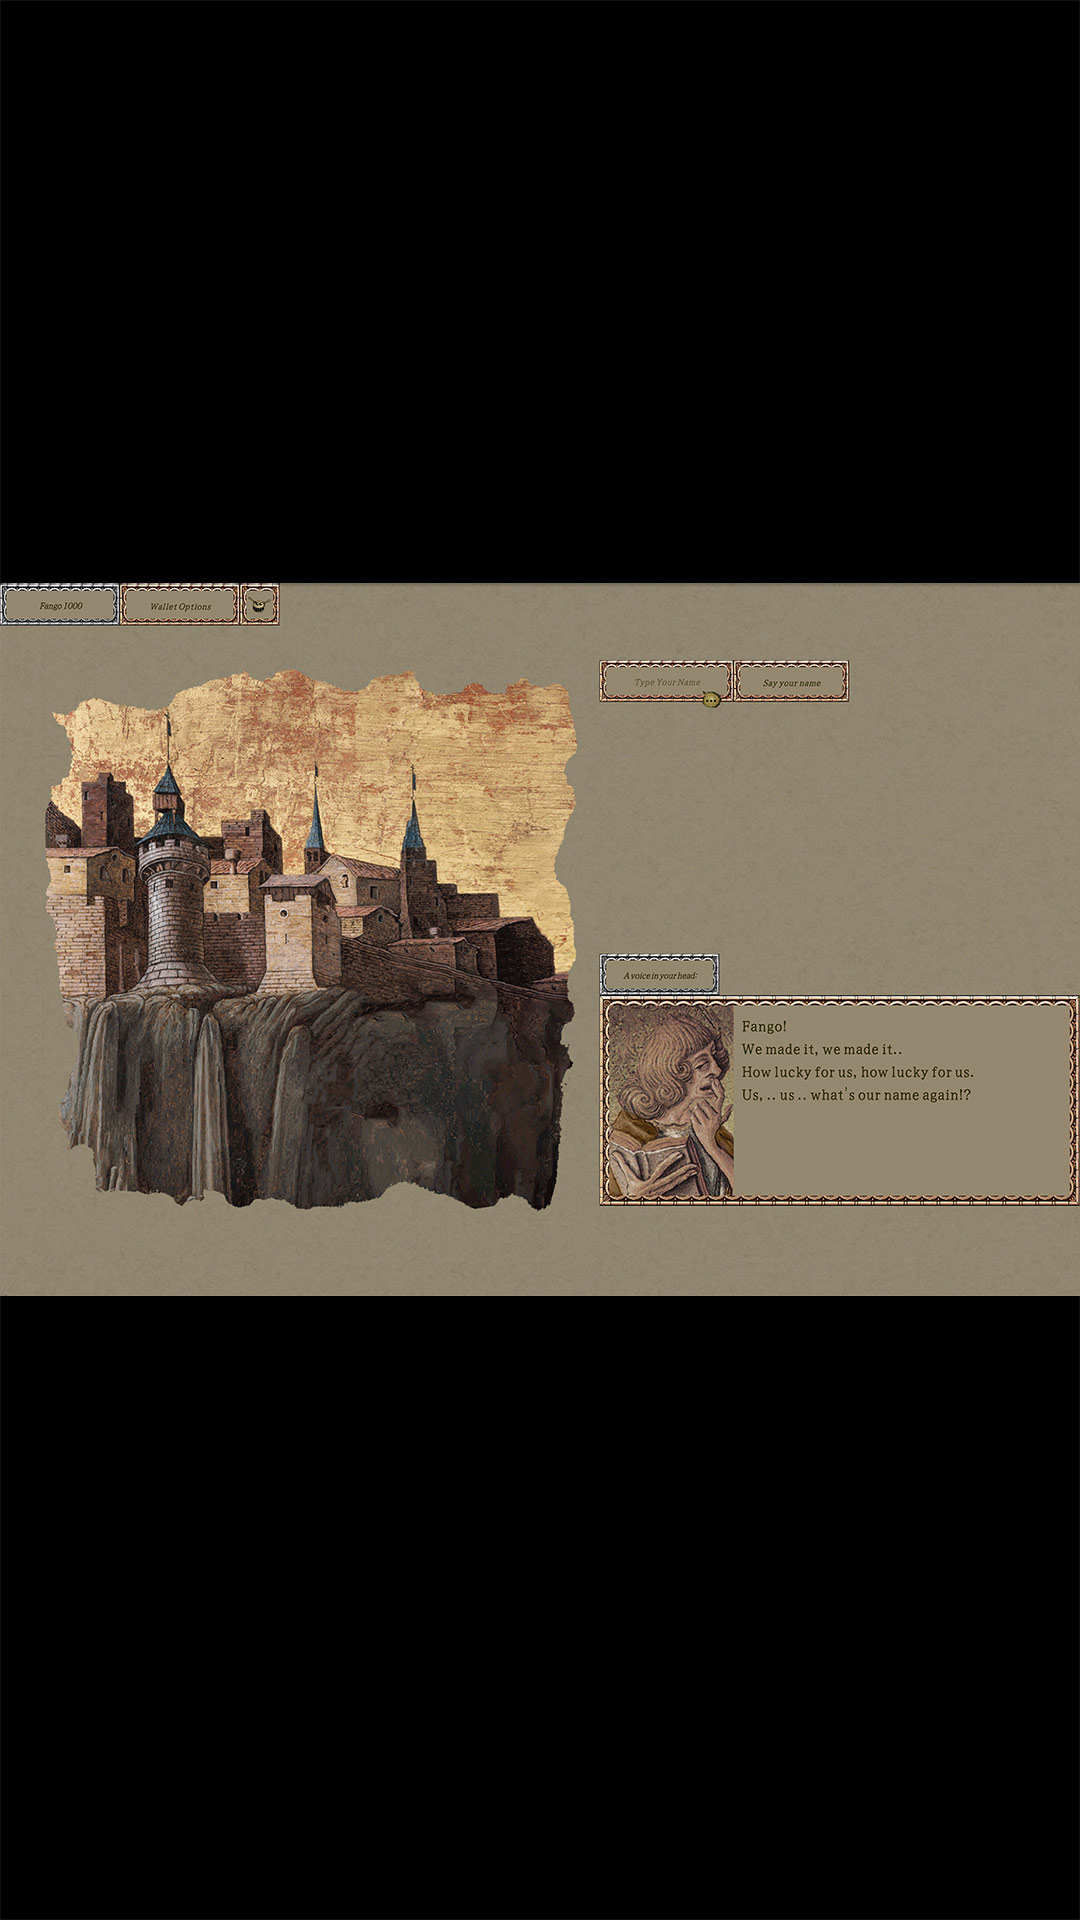 Fango 1000
Wallet Options
Type Your Name
Say your name
A voice in your head:
Fango!
We made it, we made it..
How lucky for us, how lucky for us.
Us, .. us .. what's our name again!?